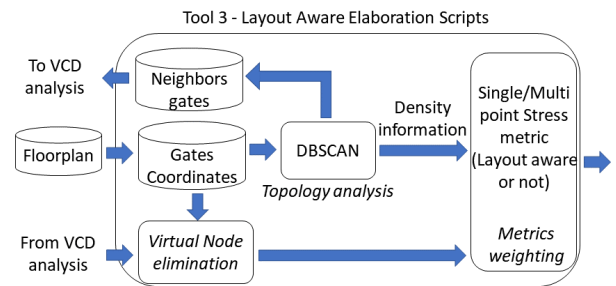 Tool 3 - Layout Aware Elaboration Scripts
To VCD
analysis
Neighbors
gates
Floorplan
Gates
Coordinates
DBSCAN
Topology analysis
Density
information
Single/Multi
point Stress
metric
(Layout aware
or not)
Metrics
weighting
From VCD
analysis
Virtual Node
elimination